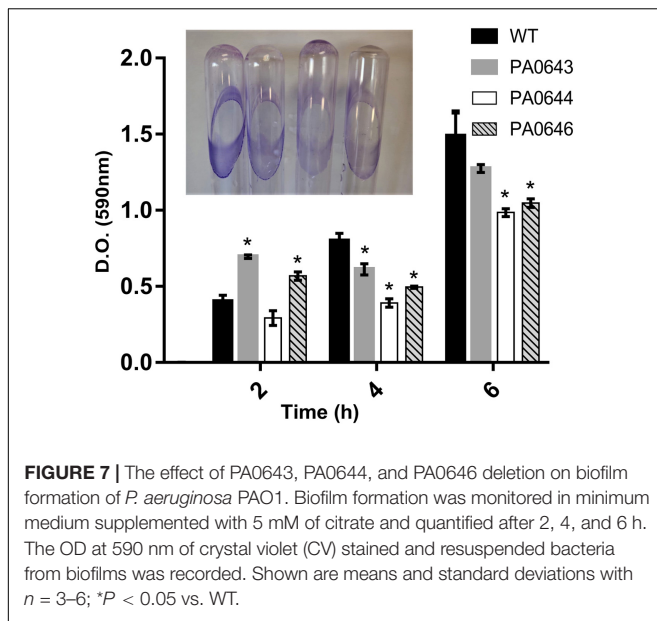 WT
PA0643
PA0644
PA0646
2.0
1.5
1.0
0.5
0.0
D.O. (590nm)
* *
* * * *
* *
2 4 6
Time (h)
FIGURE 7 | The effect of PA0643, PA0644, and PA0646 deletion on biofilm
formation of P. aeruginosa PAO1. Biofilm formation was monitored in minimum
medium supplemented with 5 mM of citrate and quantified after 2, 4, and 6 h.
The OD at 590 nm of crystal violet (CV) stained and resuspended bacteria
from biofilms was recorded. Shown are means and standard deviations with
n = 3–6; *P < 0.05 vs. WT.